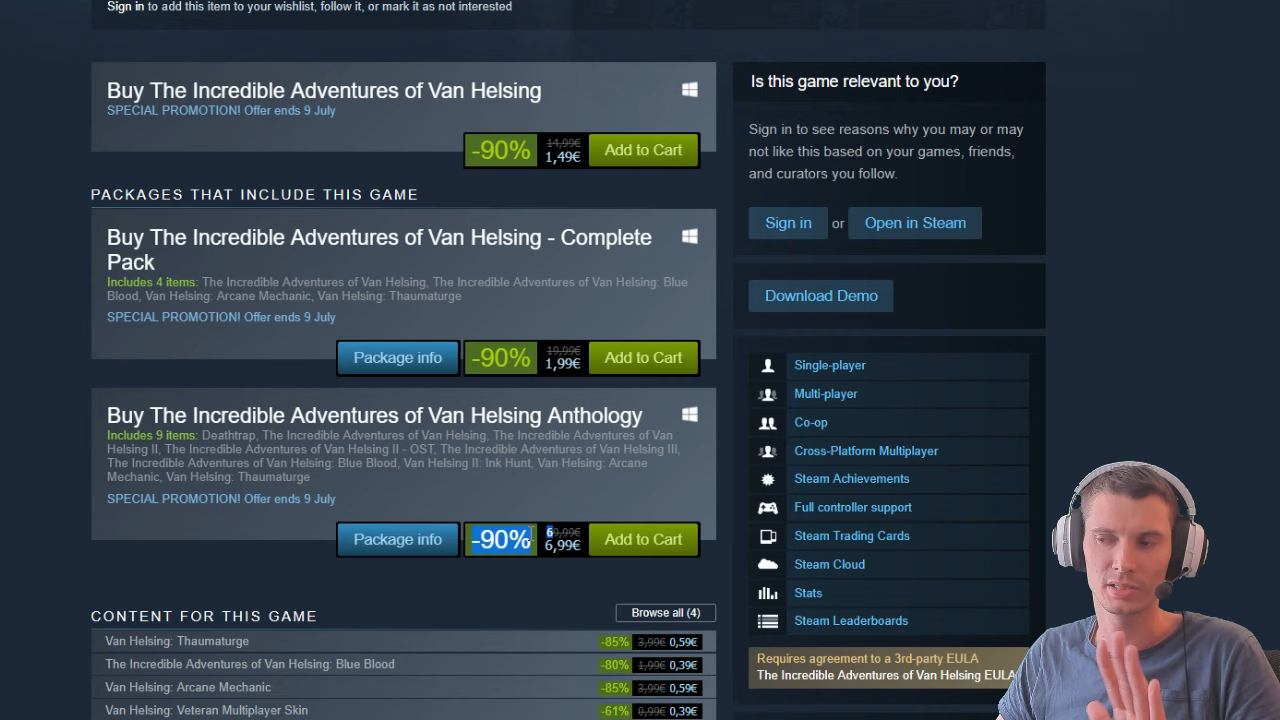 Sign in to add this item to your wishlist, follow it, or mark it as not interested
Buy The Incredible Adventures of Van Helsing
SPECIAL PROMOTION! Offer ends 9 July
-90%
14,99€
1,49€
Add to Cart
PACKAGES THAT INCLUDE THIS GAME
Buy The Incredible Adventures of Van Helsing - Complete
Pack
Includes 4 items: The Incredible Adventures of Van Helsing, The Incredible Adventures of Van Helsing: Blue
Blood, Van Helsing: Arcane Mechanic, Van Helsing: Thaumaturge
SPECIAL PROMOTION! Offer ends 9 July
Package info
-90%
19,99€
1,99€
Add to Cart
Buy The Incredible Adventures of Van Helsing Anthology
Includes 9 items: Deathtrap, The Incredible Adventures of Van Helsing, The Incredible Adventures of Van
Helsing II, The Incredible Adventures of Van Helsing II - OST, The Incredible Adventures of Van Helsing III,
The Incredible Adventures of Van Helsing: Blue Blood, Van Helsing II: Ink Hunt, Van Helsing: Arcane
Mechanic, Van Helsing: Thaumaturge
SPECIAL PROMOTION! Offer ends 9 July
Package info
-90%
69,99€
6,99€
Add to Cart
CONTENT FOR THIS GAME
Browse all (4)
Van Helsing: Thaumaturge
-85%
3,99€ 0,59€
The Incredible Adventures of Van Helsing: Blue Blood
-80%
1,99€ 0,39€
Van Helsing: Arcane Mechanic
-85%
3,99€ 0,59€
Van Helsing: Veteran Multiplayer Skin
-61%
0,99€ 0,39€
Is this game relevant to you?
Sign in to see reasons why you may or may
not like this based on your games, friends,
and curators you follow.
Sign in or Open in Steam
Download Demo
Single-player
Multi-player
Co-op
Cross-Platform Multiplayer
Steam Achievements
Full controller support
Steam Trading Cards
Steam Cloud
Stats
Steam Leaderboards
Requires agreement to a 3rd-party EULA
The Incredible Adventures of Van Helsing EULA